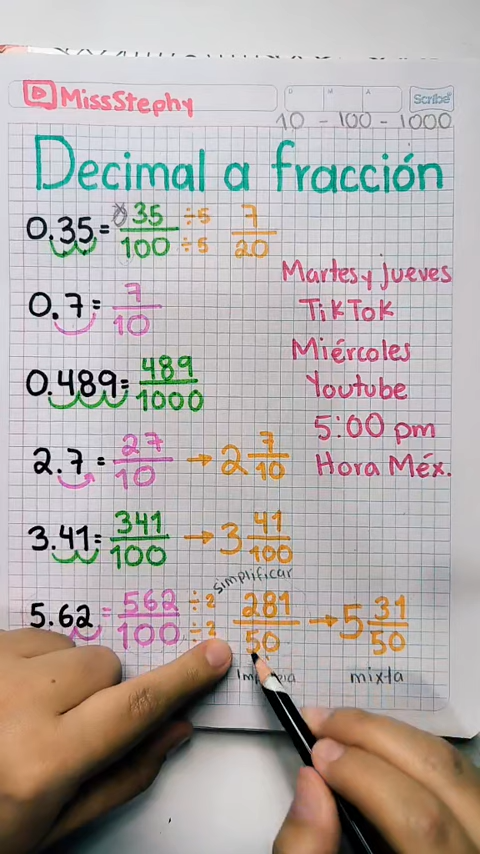 MissStephy
D M A
Scribe
10 - 100 - 1000
Decimal a fracción
0.35 = 35/100 ÷5/÷5 7/20
Martes y jueves
TikTok
0.7 = 7/10
Miércoles
Youtube
0.489 = 489/1000
5:00 pm
Hora Méx.
2.7 = 27/10 → 2 7/10
3.41 = 341/100 → 3 41/100
simplificar
5.62 = 562/100 ÷2/÷2 281/50 → 5 31/50
mixta